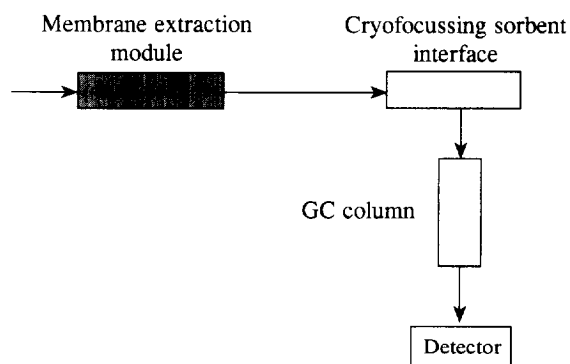 Membrane extraction
module
Cryofocussing sorbent
interface
GC column
Detector